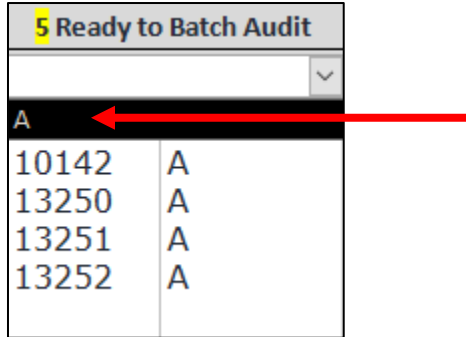 5 Ready to Batch Audit
A
10142 A
13250 A
13251 A
13252 A